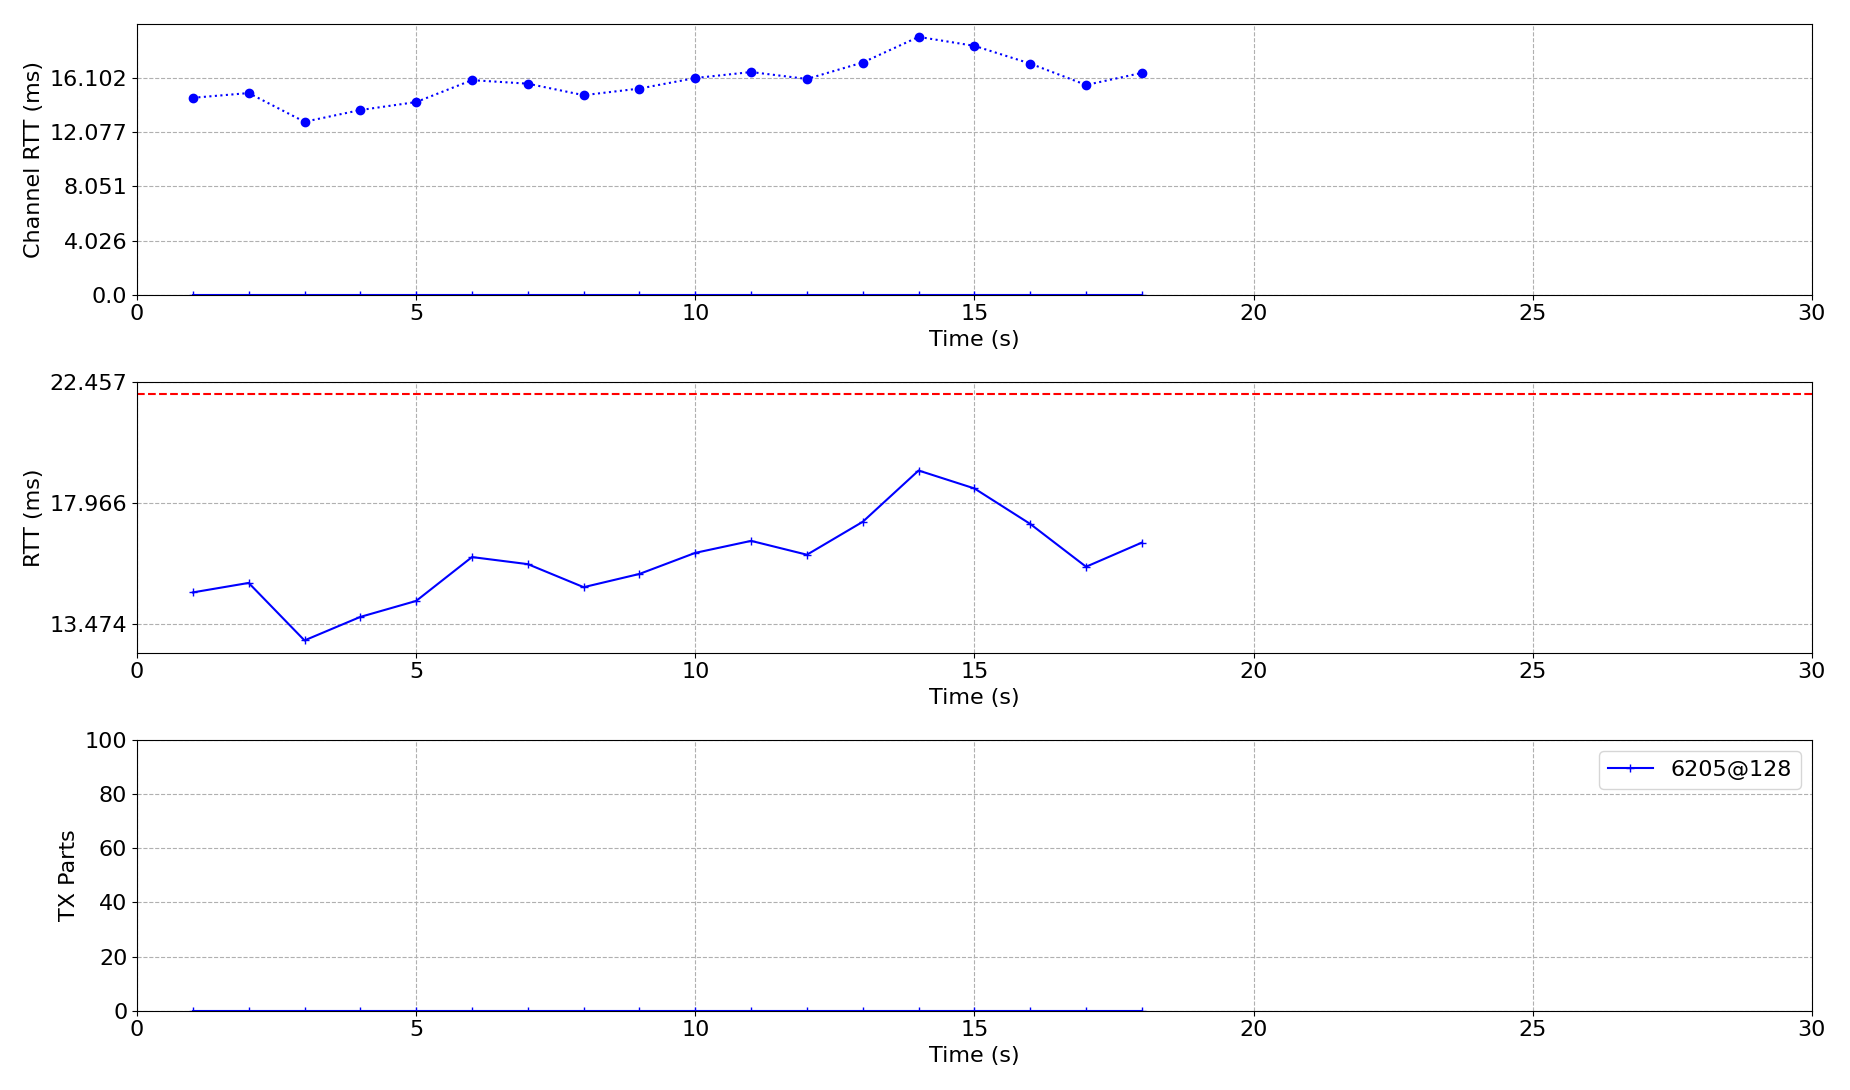 Channel RTT (ms)
16.102
12.077
8.051
4.026
0.0
0 5 10 15 20 25 30
Time (s)
RTT (ms)
22.457
17.966
13.474
0 5 10 15 20 25 30
Time (s)
TX Parts
100
80
60
40
20
0
6205@128
0 5 10 15 20 25 30
Time (s)